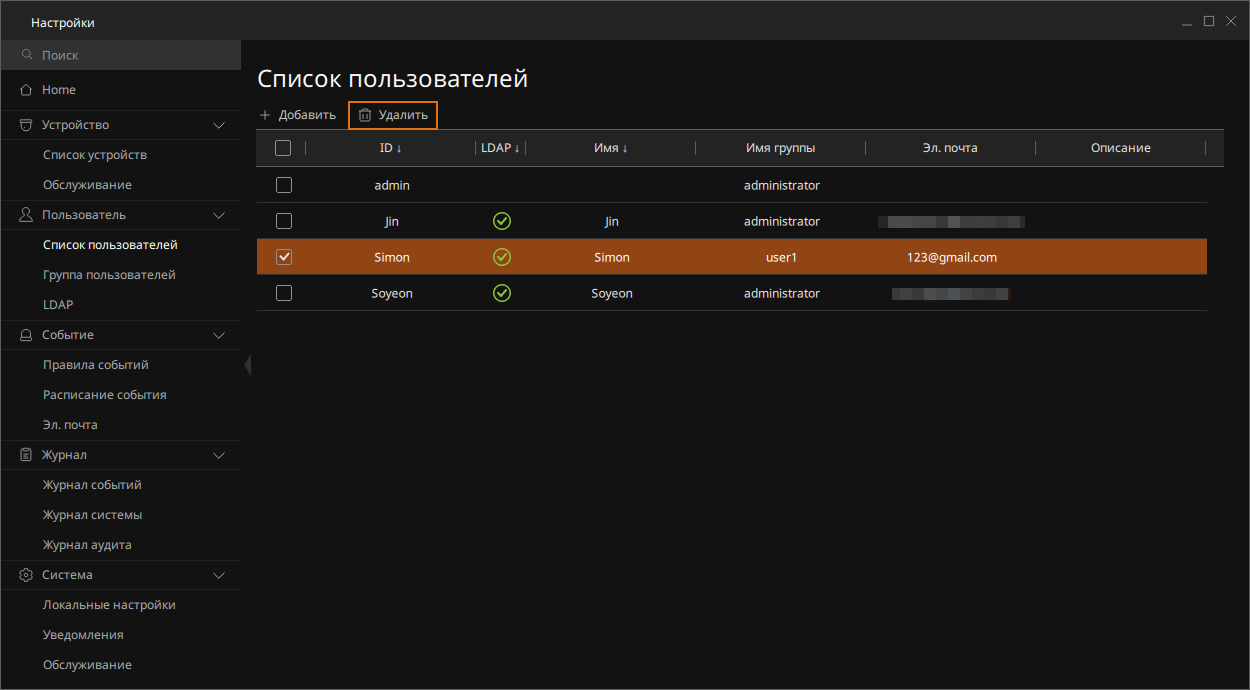 Настройки
Поиск
Home
Устройство
Список устройств
Обслуживание
Пользователь
Список пользователей
Группа пользователей
LDAP
Событие
Правила событий
Расписание события
Эл. почта
Журнал
Журнал событий
Журнал системы
Журнал аудита
Система
Локальные настройки
Уведомления
Обслуживание
Список пользователей
+ Добавить Удалить
ID ↓ LDAP ↓ Имя ↓ Имя группы Эл. почта Описание
admin administrator
Jin Jin administrator
Simon Simon user1 123@gmail.com
Soyeon Soyeon administrator